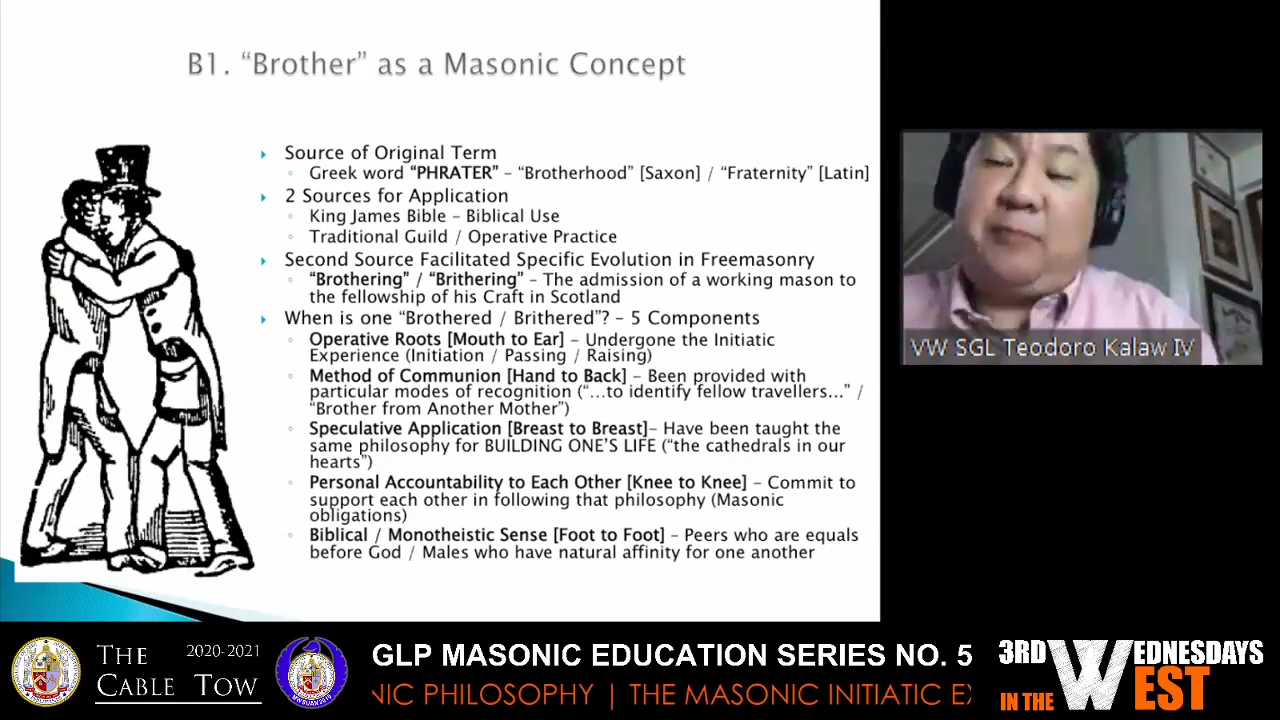 B1. “Brother” as a Masonic Concept
Source of Original Term
Greek word “PHRATER” – “Brotherhood” [Saxon] / “Fraternity” [Latin]
2 Sources for Application
King James Bible – Biblical Use
Traditional Guild / Operative Practice
Second Source Facilitated Specific Evolution in Freemasonry
“Brothering” / “Brithering” – The admission of a working mason to
the fellowship of his Craft in Scotland
When is one “Brothered / Brithered”? – 5 Components
Operative Roots [Mouth to Ear] – Undergone the Initiatic
Experience (Initiation / Passing / Raising)
Method of Communion [Hand to Back] – Been provided with
particular modes of recognition (“…to identify fellow travellers…” /
“Brother from Another Mother”)
Speculative Application [Breast to Breast]– Have been taught the
same philosophy for BUILDING ONE’S LIFE (“the cathedrals in our
hearts”)
Personal Accountability to Each Other [Knee to Knee] – Commit to
support each other in following that philosophy (Masonic
obligations)
Biblical / Monotheistic Sense [Foot to Foot] – Peers who are equals
before God / Males who have natural affinity for one another
VW SGL Teodoro Kalaw IV
THE 2020-2021
CABLE TOW
GLP MASONIC EDUCATION SERIES NO. 5
NIC PHILOSOPHY | THE MASONIC INITIATIC EX
3RD WEDNESDAYS
IN THE WEST